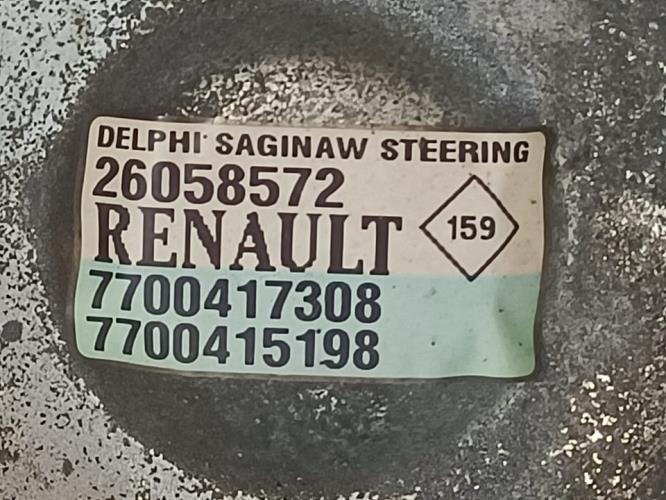 DELPHI SAGINAW STEERING
26058572
RENAULT 159
7700417308
7700415198